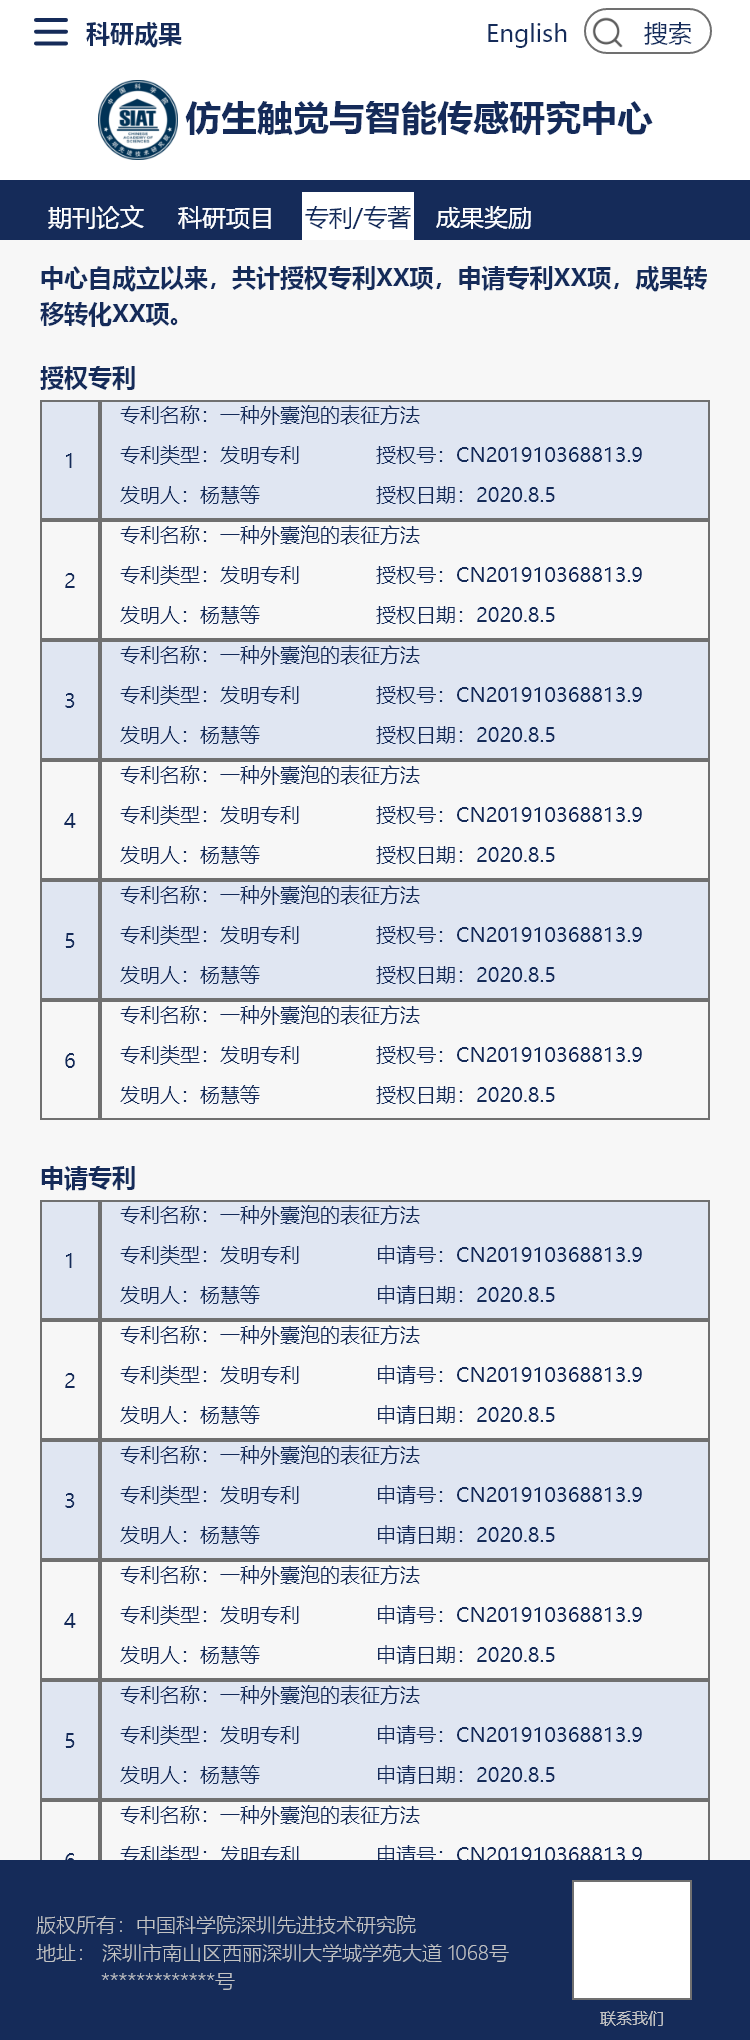 科研成果 English 搜索
中国科学院
SIAT
CHINESE
ACADEMY OF
SCIENCES
深圳先进技术研究院
仿生触觉与智能传感研究中心
期刊论文 科研项目 专利/专著 成果奖励
中心自成立以来，共计授权专利XX项，申请专利XX项，成果转
移转化XX项。
授权专利
专利名称：一种外囊泡的表征方法
1 专利类型：发明专利 授权号：CN201910368813.9
发明人：杨慧等 授权日期：2020.8.5
专利名称：一种外囊泡的表征方法
2 专利类型：发明专利 授权号：CN201910368813.9
发明人：杨慧等 授权日期：2020.8.5
专利名称：一种外囊泡的表征方法
3 专利类型：发明专利 授权号：CN201910368813.9
发明人：杨慧等 授权日期：2020.8.5
专利名称：一种外囊泡的表征方法
4 专利类型：发明专利 授权号：CN201910368813.9
发明人：杨慧等 授权日期：2020.8.5
专利名称：一种外囊泡的表征方法
5 专利类型：发明专利 授权号：CN201910368813.9
发明人：杨慧等 授权日期：2020.8.5
专利名称：一种外囊泡的表征方法
6 专利类型：发明专利 授权号：CN201910368813.9
发明人：杨慧等 授权日期：2020.8.5
申请专利
专利名称：一种外囊泡的表征方法
1 专利类型：发明专利 申请号：CN201910368813.9
发明人：杨慧等 申请日期：2020.8.5
专利名称：一种外囊泡的表征方法
2 专利类型：发明专利 申请号：CN201910368813.9
发明人：杨慧等 申请日期：2020.8.5
专利名称：一种外囊泡的表征方法
3 专利类型：发明专利 申请号：CN201910368813.9
发明人：杨慧等 申请日期：2020.8.5
专利名称：一种外囊泡的表征方法
4 专利类型：发明专利 申请号：CN201910368813.9
发明人：杨慧等 申请日期：2020.8.5
专利名称：一种外囊泡的表征方法
5 专利类型：发明专利 申请号：CN201910368813.9
发明人：杨慧等 申请日期：2020.8.5
专利名称：一种外囊泡的表征方法
6 专利类型：发明专利 申请号：CN201910368813.9
版权所有：中国科学院深圳先进技术研究院
地址： 深圳市南山区西丽深圳大学城学苑大道 1068号
*************号
联系我们